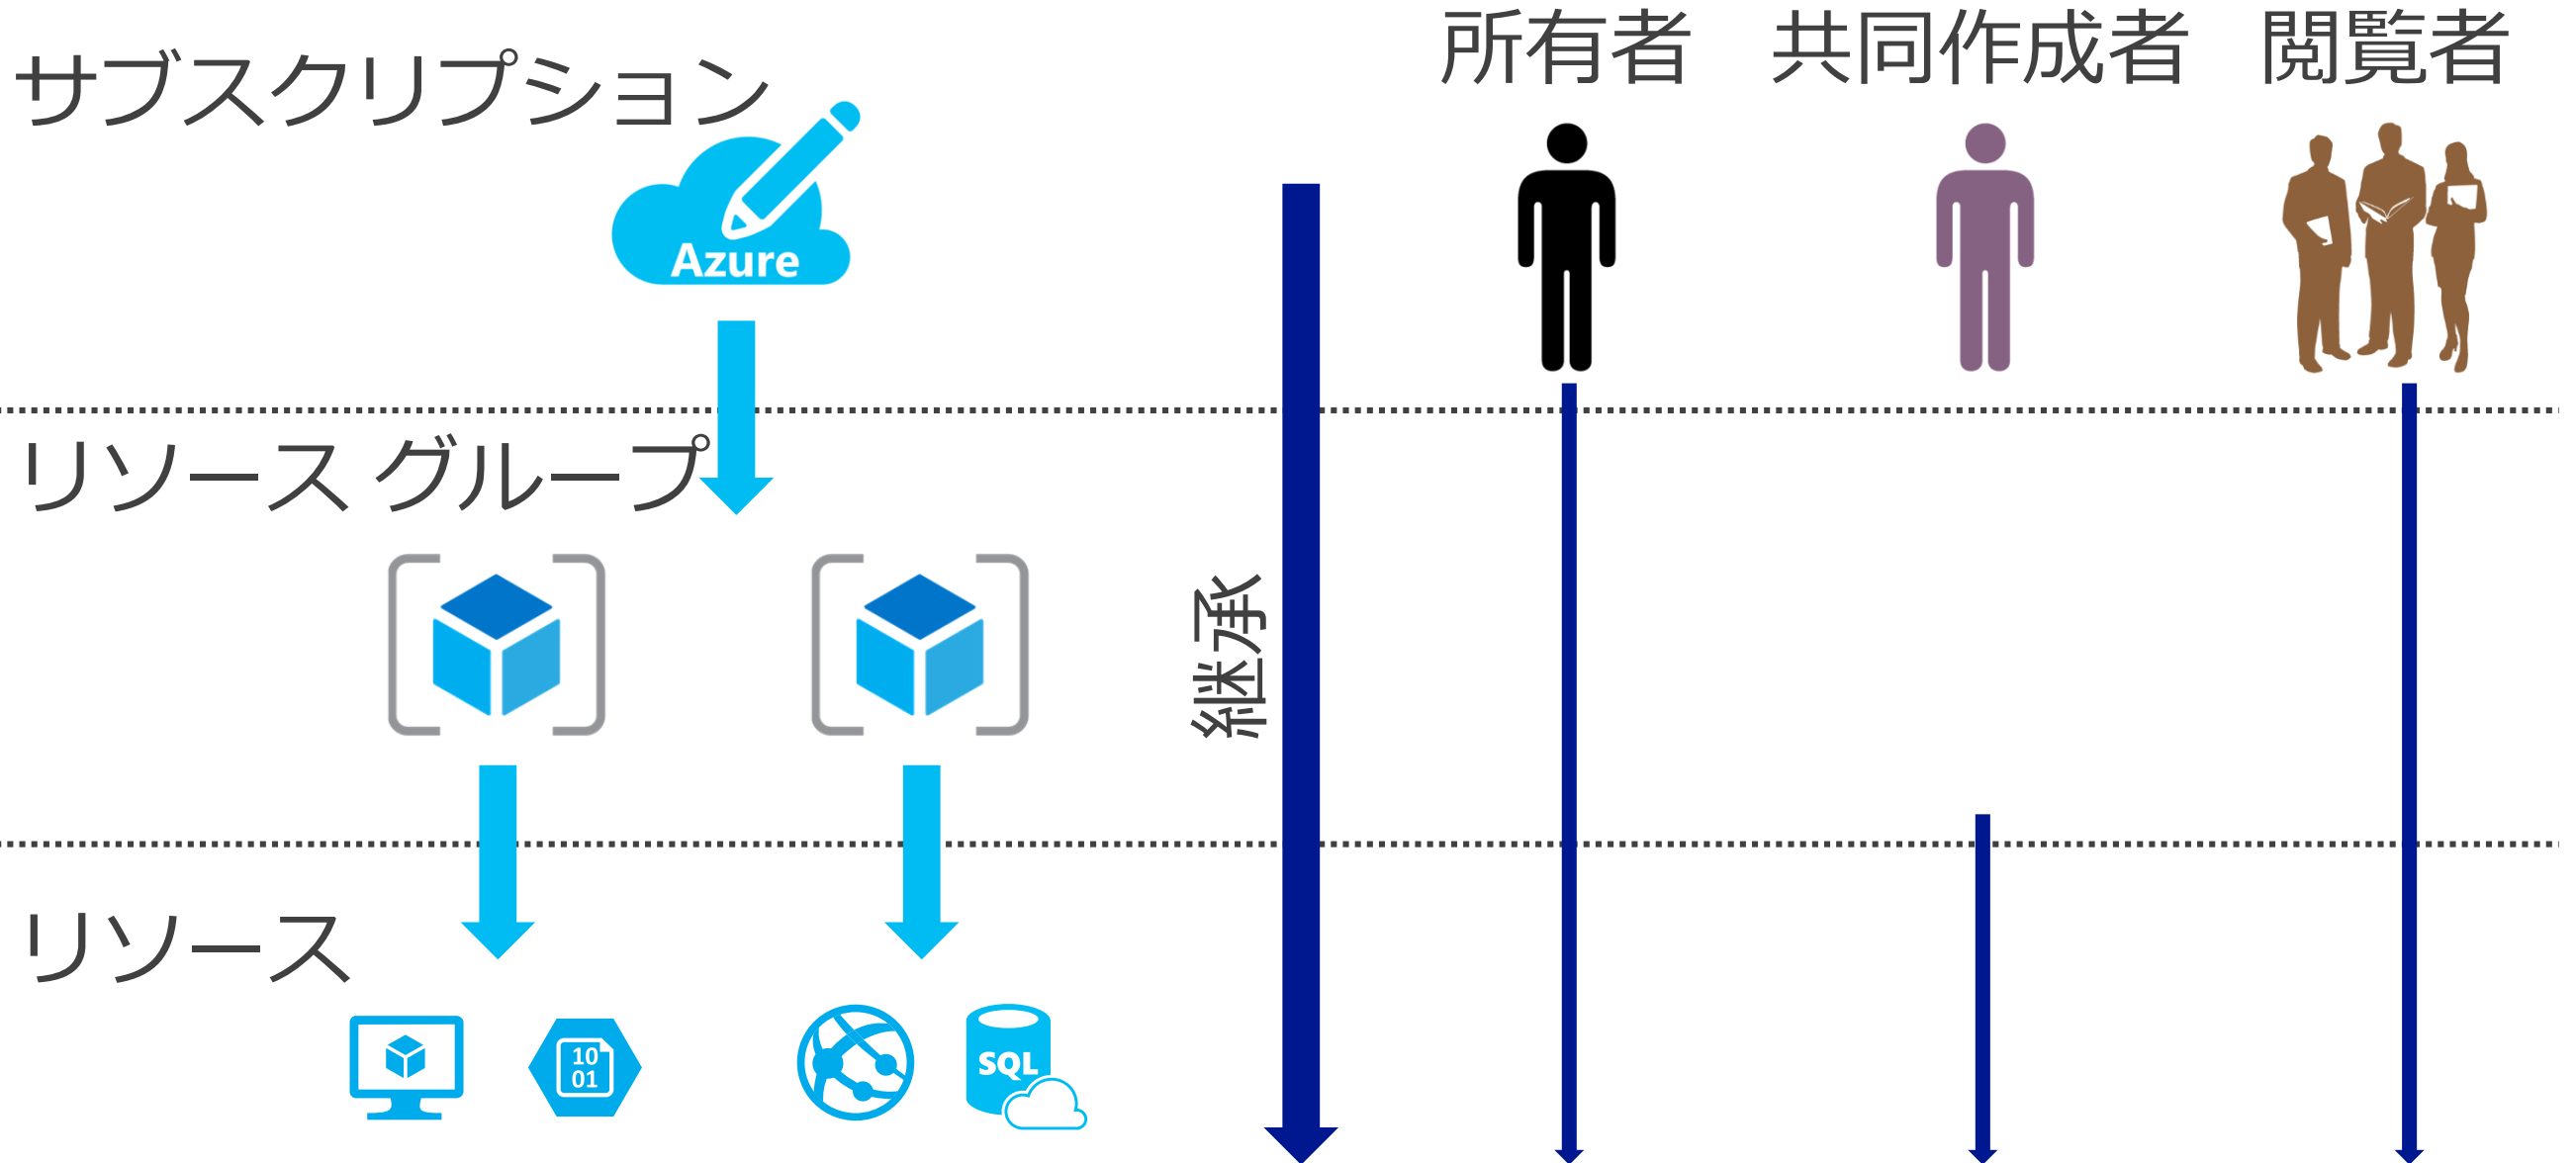 サブスクリプション
所有者 共同作成者 閲覧者
Azure
リソース グループ
継承
リソース
10
01
SQL